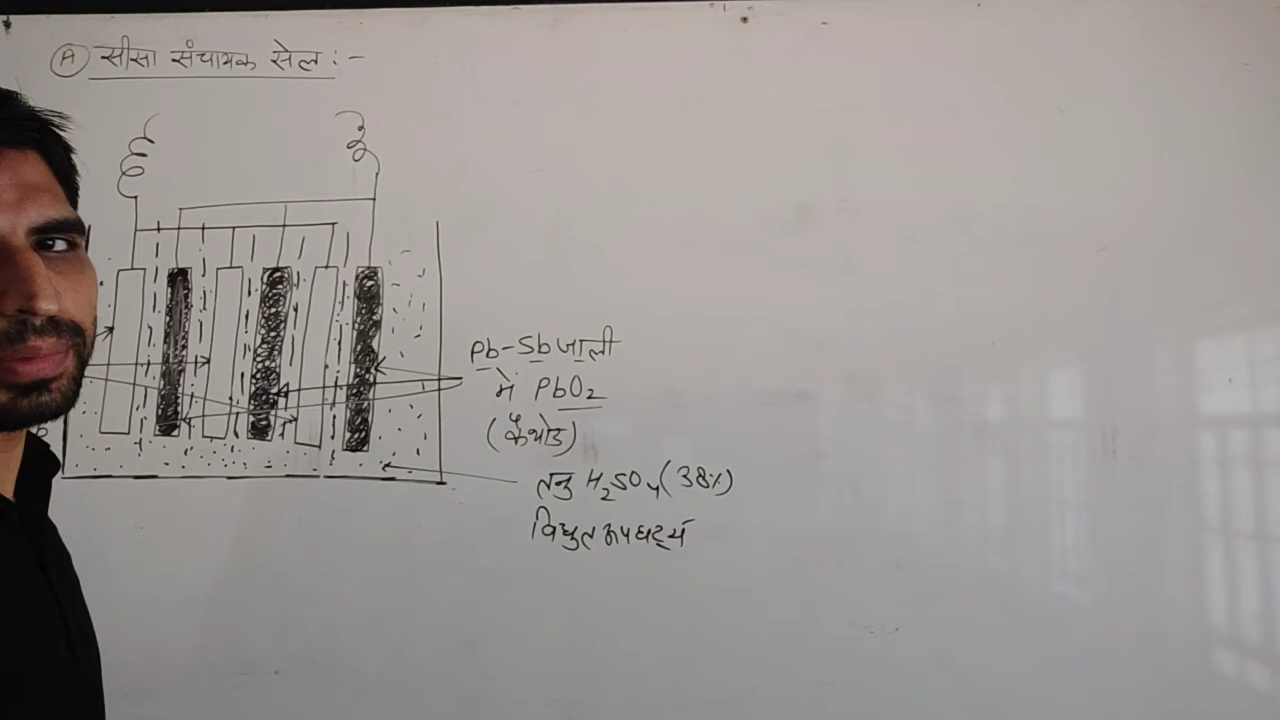 (A) सीसा संचायक सेल :-
Pb-Sb जाली
में PbO₂
(कैथोड)
तनु H₂SO₄ (38%)
विद्युत अपघट्य